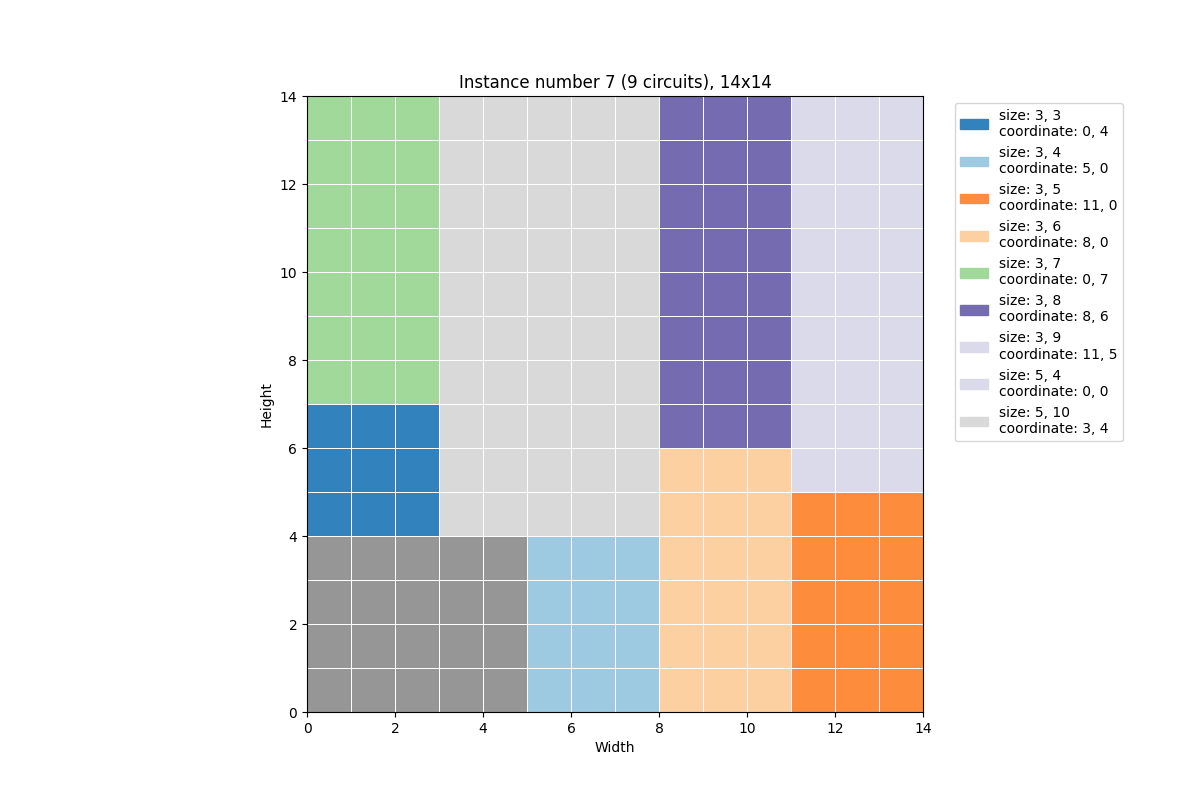 Instance number 7 (9 circuits), 14x14
14
12
10
8
6
4
2
0
Height
0 2 4 6 8 10 12 14
Width
size: 3, 3
coordinate: 0, 4
size: 3, 4
coordinate: 5, 0
size: 3, 5
coordinate: 11, 0
size: 3, 6
coordinate: 8, 0
size: 3, 7
coordinate: 0, 7
size: 3, 8
coordinate: 8, 6
size: 3, 9
coordinate: 11, 5
size: 5, 4
coordinate: 0, 0
size: 5, 10
coordinate: 3, 4